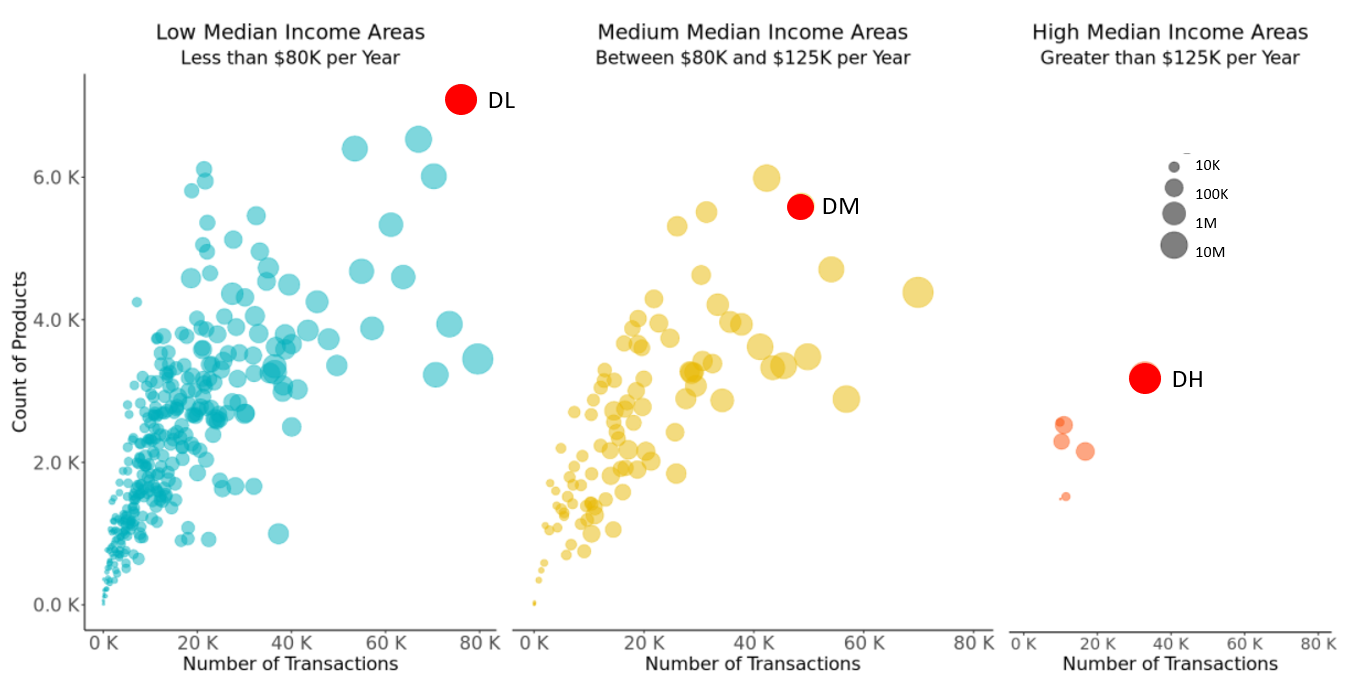 Low Median Income Areas
Less than $80K per Year
Medium Median Income Areas
Between $80K and $125K per Year
High Median Income Areas
Greater than $125K per Year
DL
DM
DH
10K
100K
1M
10M
Count of Products
6.0 K
4.0 K
2.0 K
0.0 K
0 K 20 K 40 K 60 K 80 K
Number of Transactions
0 K 20 K 40 K 60 K 80 K
Number of Transactions
0 K 20 K 40 K 60 K 80 K
Number of Transactions